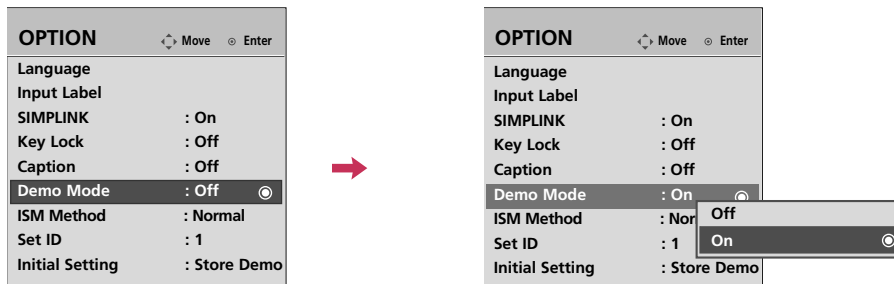 OPTION Move Enter
Language
Input Label
SIMPLINK : On
Key Lock : Off
Caption : Off
Demo Mode : Off
ISM Method : Normal
Set ID : 1
Initial Setting : Store Demo
OPTION Move Enter
Language
Input Label
SIMPLINK : On
Key Lock : Off
Caption : Off
Demo Mode : On
ISM Method : Nor
Off
Set ID : 1
On
Initial Setting : Store Demo